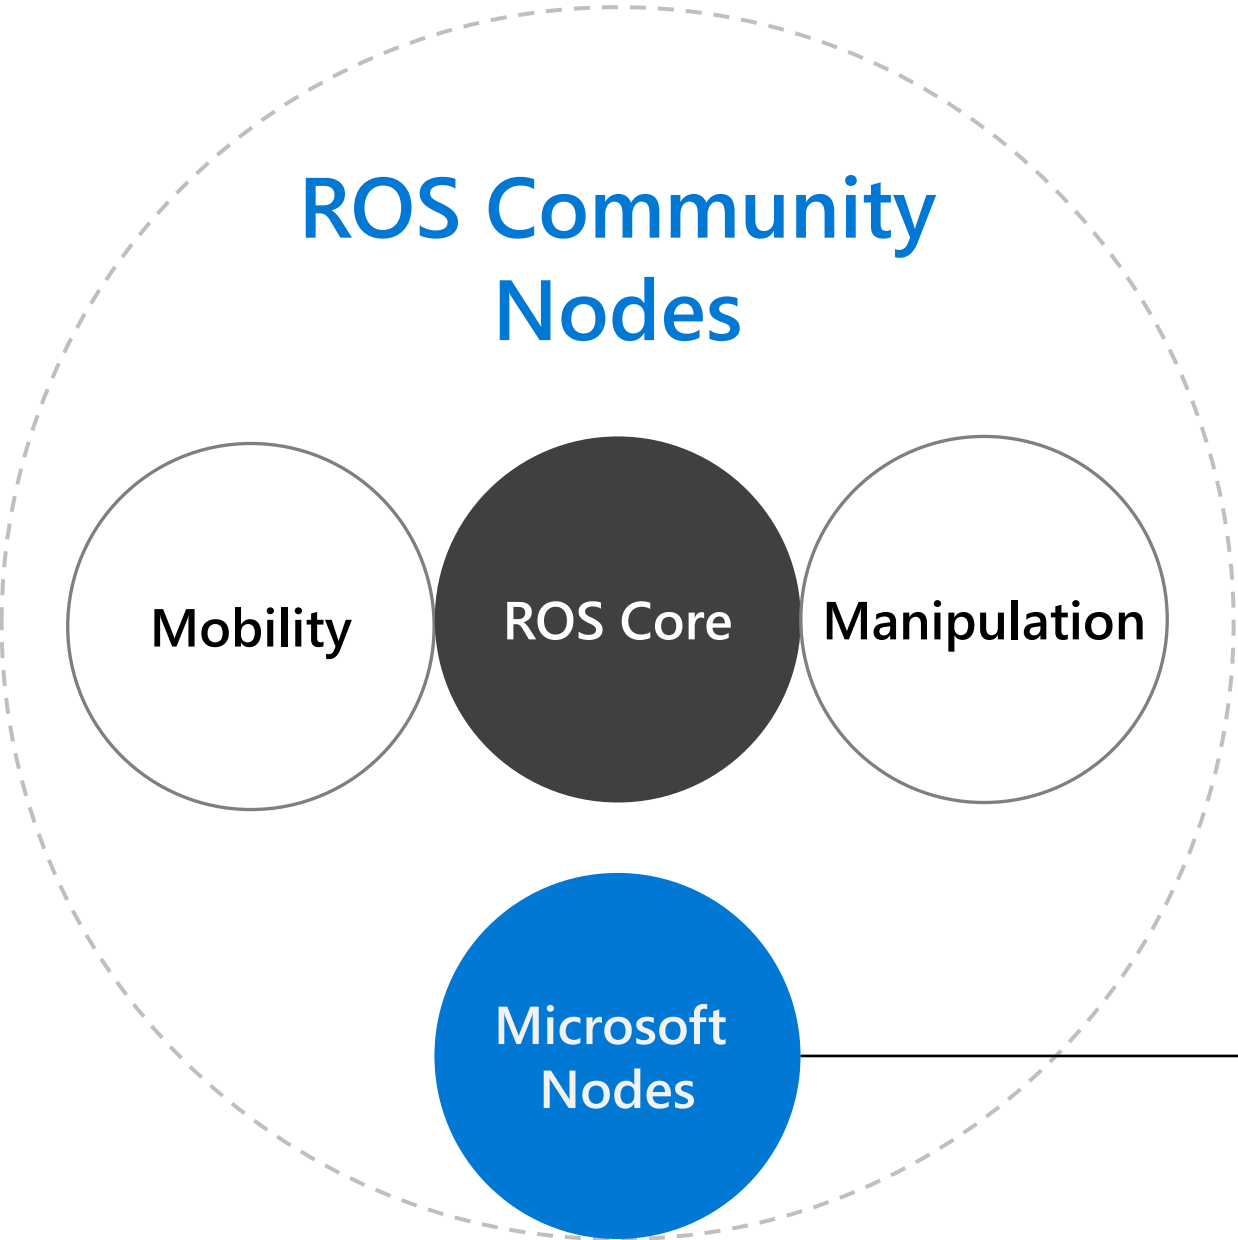 ROS Community
Nodes
Mobility
ROS Core
Manipulation
Microsoft
Nodes